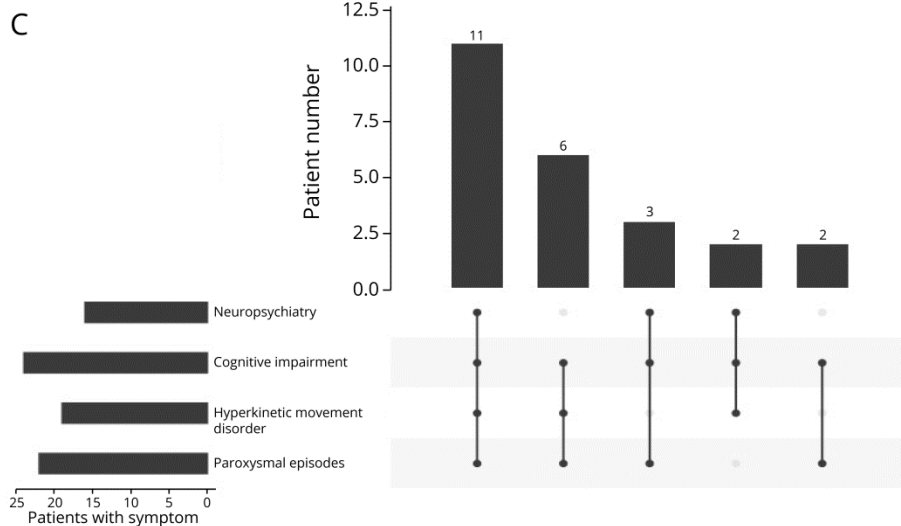 C
Patient number
12.5
10.0
7.5
5.0
2.5
0.0
11
6
3
2
2
Neuropsychiatry
Cognitive impairment
Hyperkinetic movement
disorder
Paroxysmal episodes
25 20 15 10 5 0
Patients with symptom